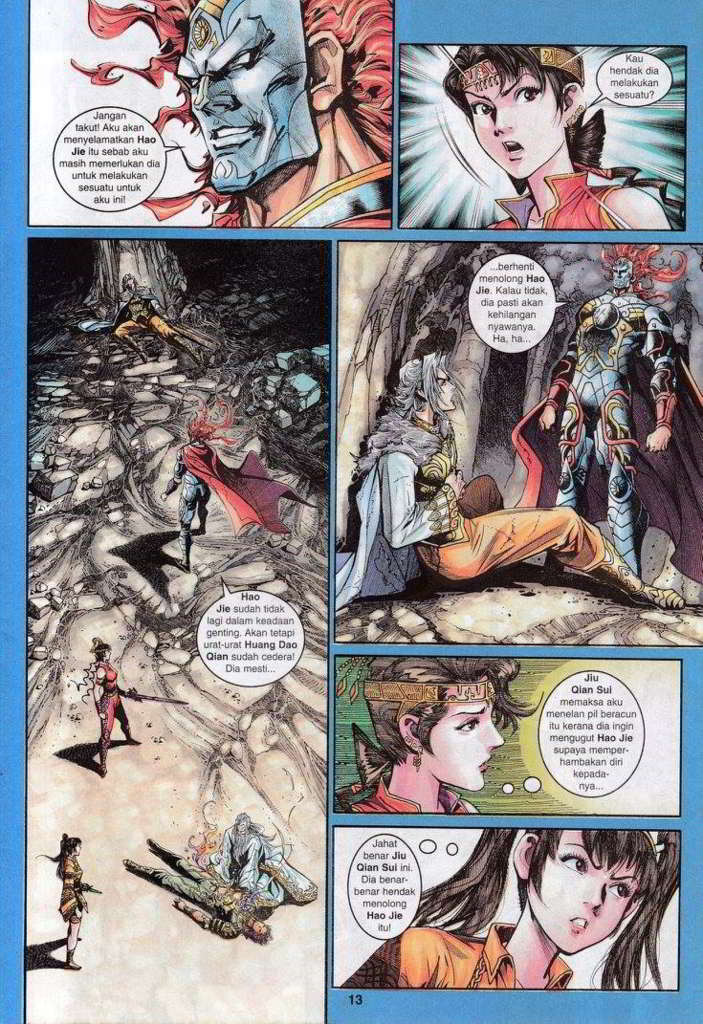 Jangan
takut! Aku akan
menyelamatkan Hao
Jie itu sebab aku
masih memerlukan dia
untuk melakukan
sesuatu untuk
aku ini!
Kau
hendak dia
melakukan
sesuatu?
Hao
Jie sudah tidak
lagi dalam keadaan
genting. Akan tetapi
urat-urat Huang Dao
Qian sudah cedera!
Dia mesti...
...berhenti
menolong Hao
Jie. Kalau tidak,
dia pasti akan
kehilangan
nyawanya.
Ha, ha...
Jiu
Qian Sui
memaksa aku
menelan pil beracun
itu kerana dia ingin
mengugut Hao Jie
supaya memper-
hambakan diri
kepada-
nya...
Jahat
benar Jiu
Qian Sui ini.
Dia benar-
benar hendak
menolong
Hao Jie
itu!
13